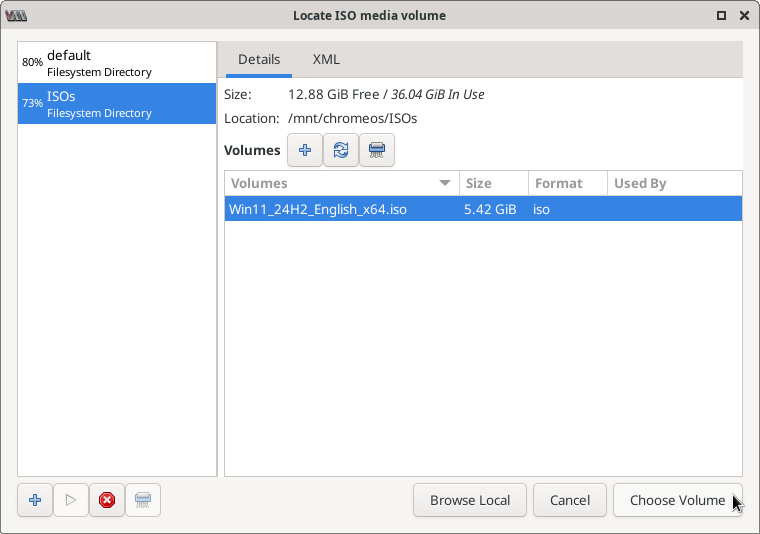 Locate ISO media volume
80% default
Filesystem Directory
73% ISOs
Filesystem Directory
Details XML
Size: 12.88 GiB Free / 36.04 GiB In Use
Location: /mnt/chromeos/ISOs
Volumes
Volumes Size Format Used By
Win11_24H2_English_x64.iso 5.42 GiB iso
Browse Local Cancel Choose Volume